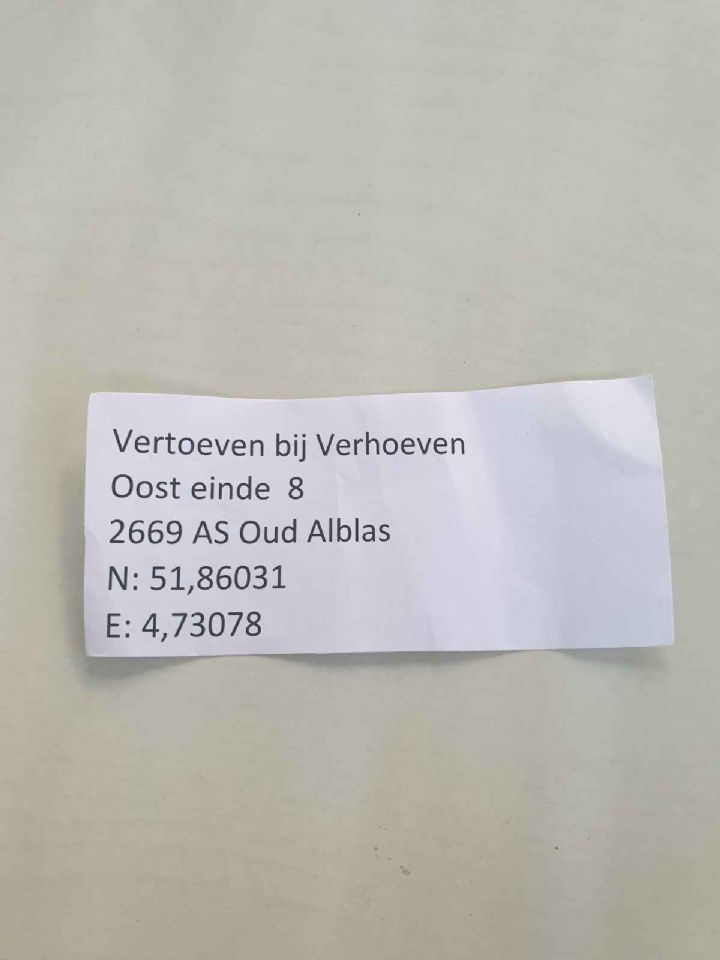 Vertoeven bij Verhoeven
Oost einde 8
2669 AS Oud Alblas
N: 51,86031
E: 4,73078